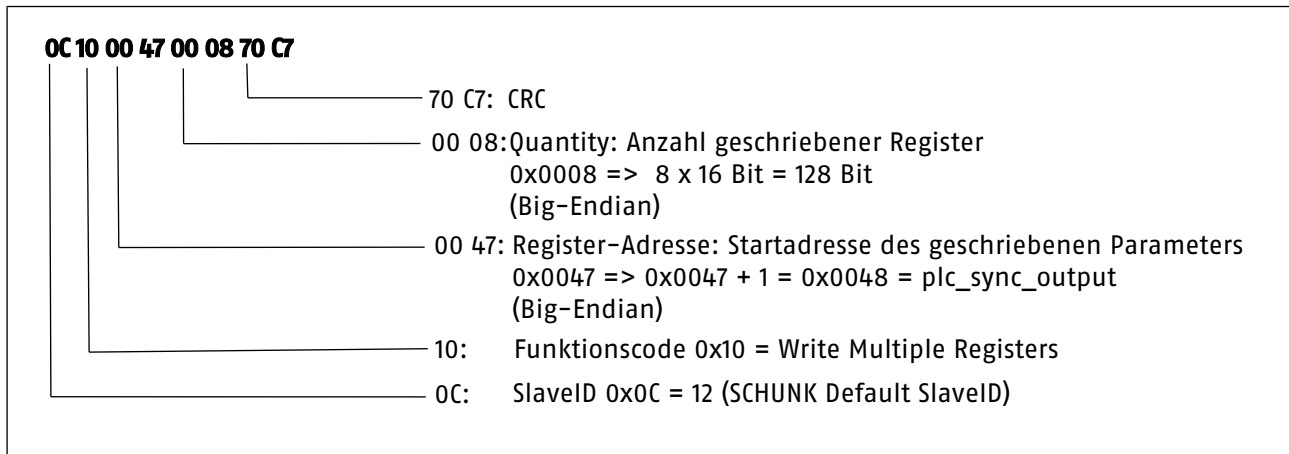 0C 10 00 47 00 08 70 C7
70 C7: CRC
00 08: Quantity: Anzahl geschriebener Register
0x0008 => 8 x 16 Bit = 128 Bit
(Big-Endian)
00 47: Register-Adresse: Startadresse des geschriebenen Parameters
0x0047 => 0x0047 + 1 = 0x0048 = plc_sync_output
(Big-Endian)
10: Funktionscode 0x10 = Write Multiple Registers
0C: SlaveID 0x0C = 12 (SCHUNK Default SlaveID)